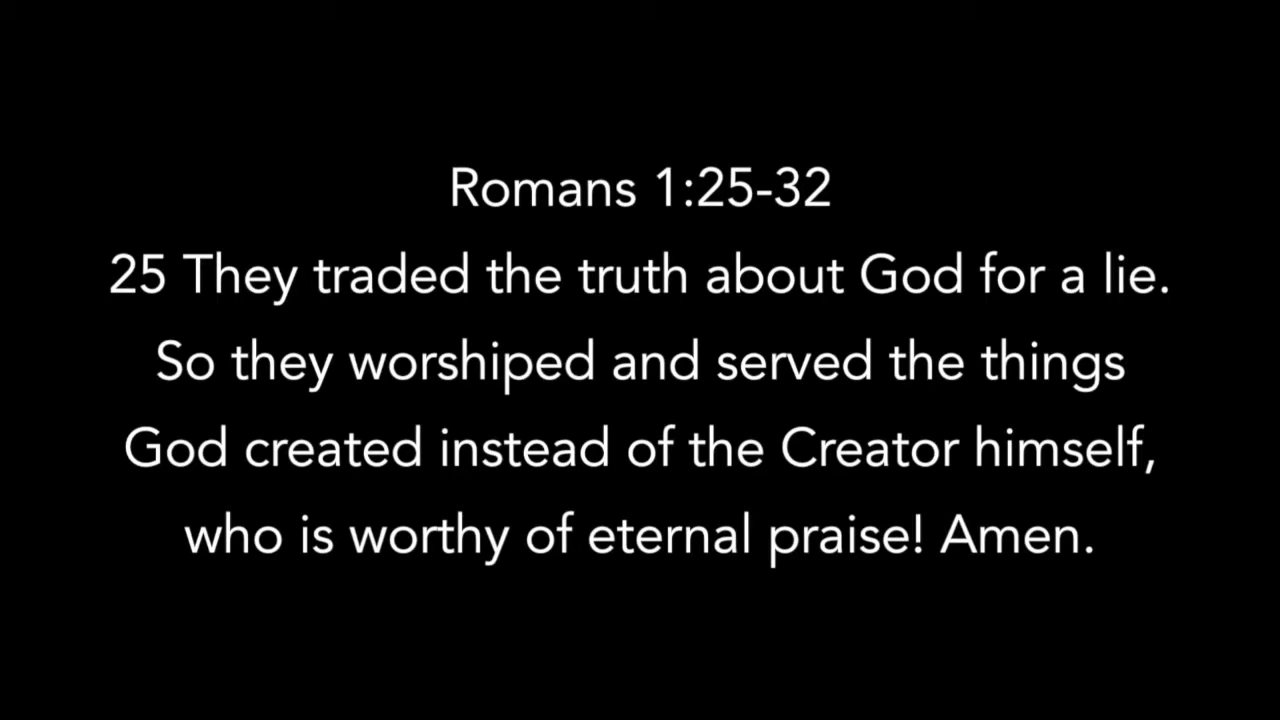 Romans 1:25-32
25 They traded the truth about God for a lie.
So they worshiped and served the things
God created instead of the Creator himself,
who is worthy of eternal praise! Amen.